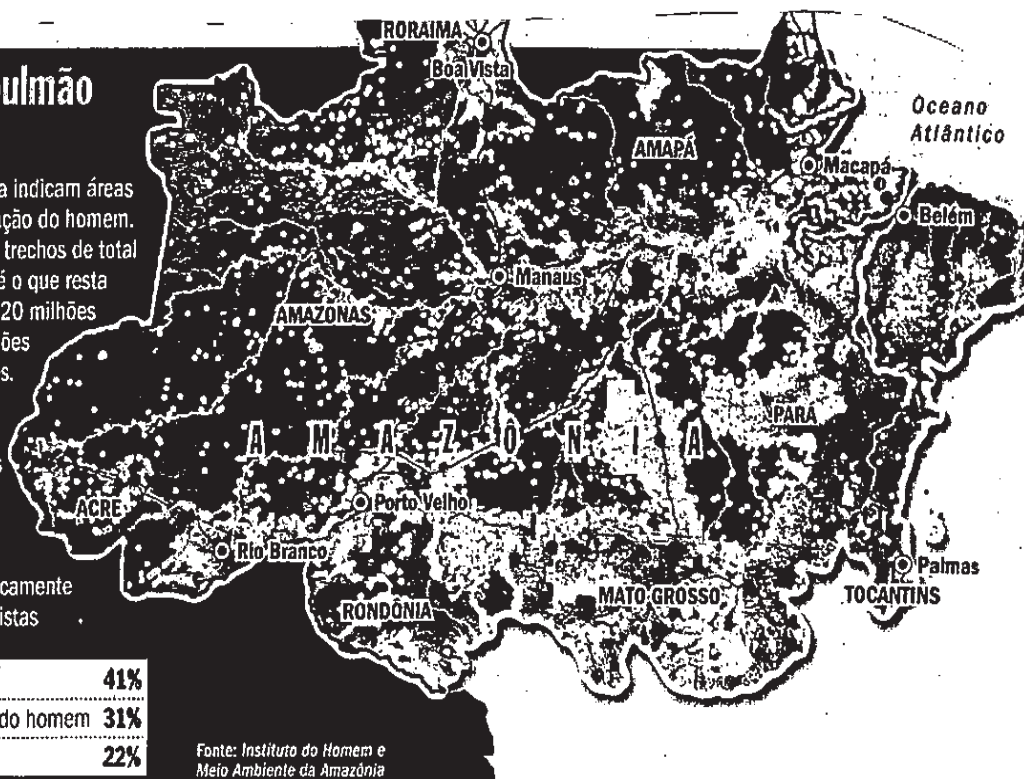 ulmão
a indicam áreas
ução do homem.
trechos de total
é o que resta
20 milhões
ões
s.
camente
istas
41%
do homem 31%
22%
Fonte: Instituto do Homem e
Meio Ambiente da Amazônia
RORAIMA
Boa Vista
AMAPÁ
Macapá
Oceano
Atlântico
Belém
Manaus
AMAZONAS
PARÁ
AMAZÔNIA
ACRE
Porto Velho
Rio Branco
RONDÔNIA
MATO GROSSO
Palmas
TOCANTINS